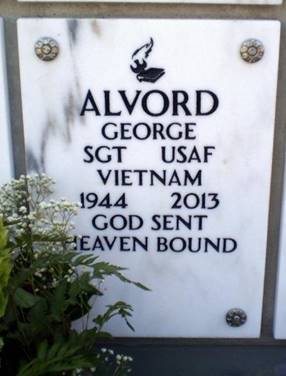 ALVORD
GEORGE
SGT USAF
VIETNAM
1944 2013
GOD SENT
HEAVEN BOUND